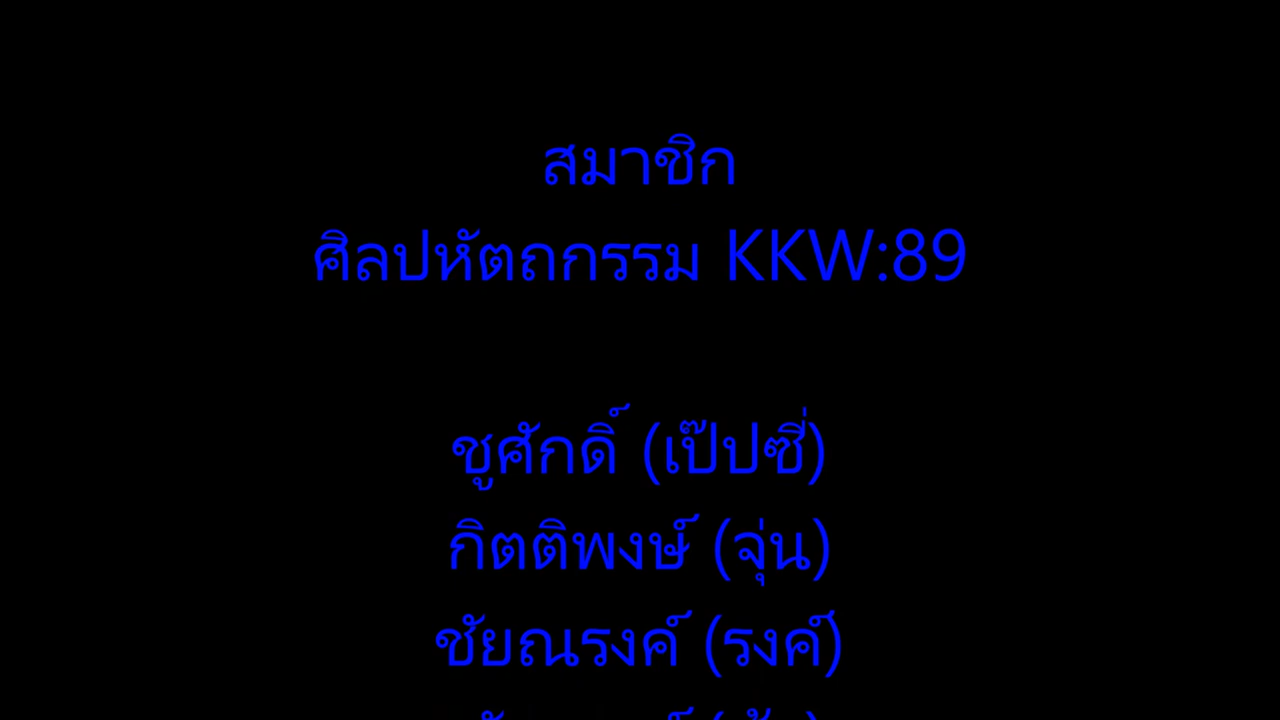 สมาชิก
ศิลปหัตถกรรม KKW:89
ชูศักดิ์ (เป๊ปซี่)
กิตติพงษ์ (จุ่น)
ชัยณรงค์ (รงค์)